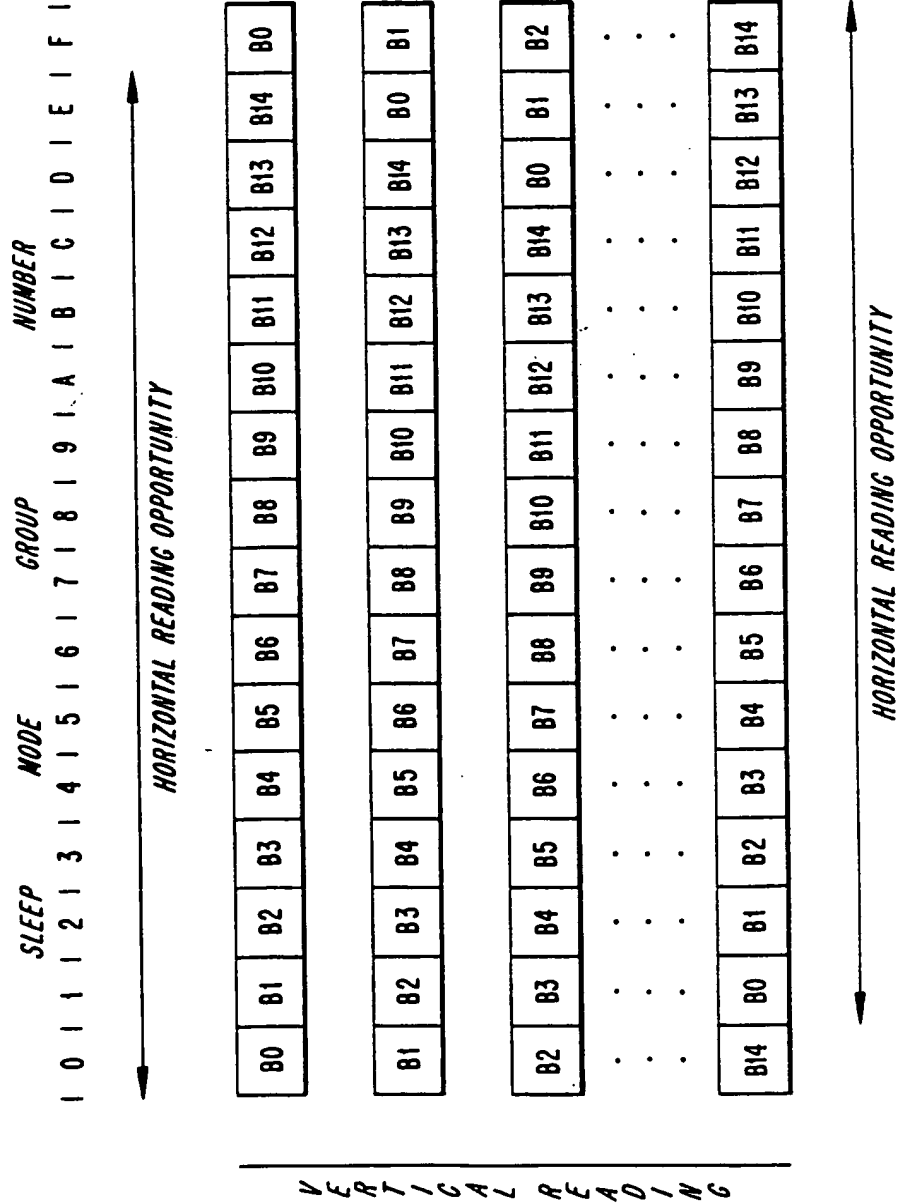 SLEEP MODE GROUP NUMBER
| 0 | 1 | 2 | 3 | 4 | 5 | 6 | 7 | 8 | 9 | A | B | C | D | E | F |
HORIZONTAL READING OPPORTUNITY
B0 B1 B2 B3 B4 B5 B6 B7 B8 B9 B10 B11 B12 B13 B14 B0
B1 B2 B3 B4 B5 B6 B7 B8 B9 B10 B11 B12 B13 B14 B0 B1
B2 B3 B4 B5 B6 B7 B8 B9 B10 B11 B12 B13 B14 B0 B1 B2
B14 B0 B1 B2 B3 B4 B5 B6 B7 B8 B9 B10 B11 B12 B13 B14
HORIZONTAL READING OPPORTUNITY
VERTICAL READING